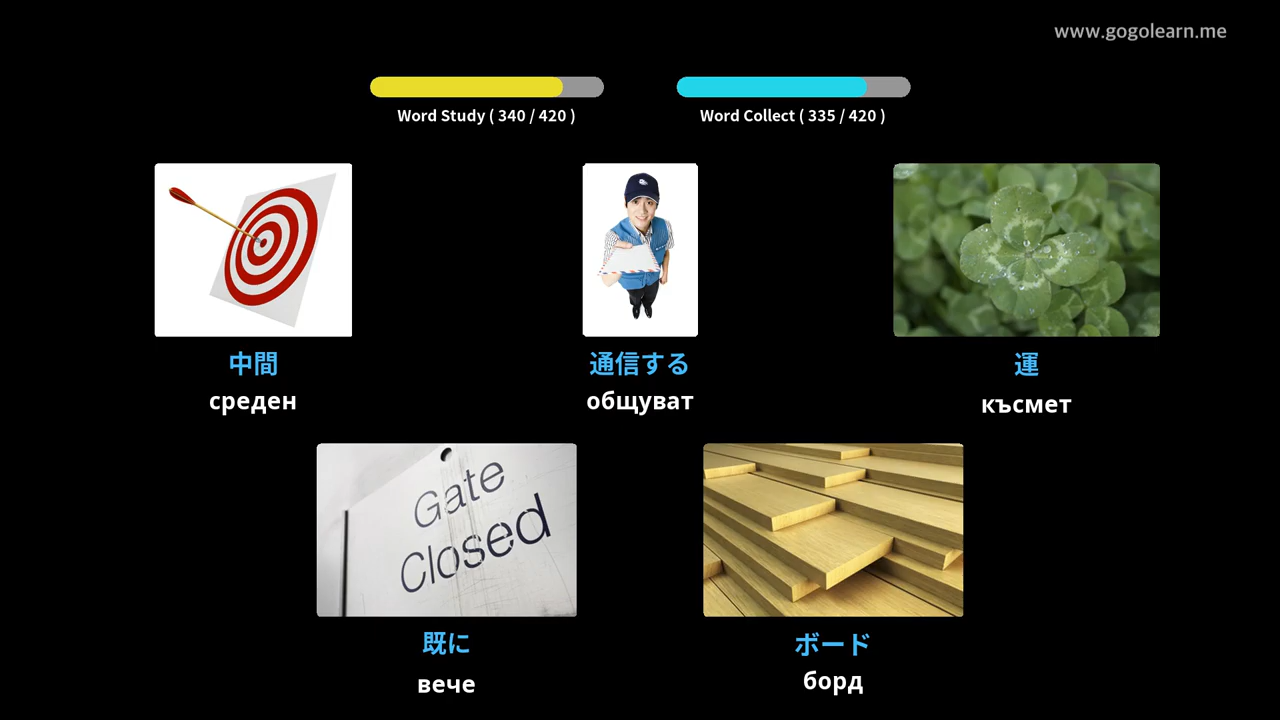 www.gogolearn.me
Word Study ( 340 / 420 )
Word Collect ( 335 / 420 )
中間
среден
通信する
общуват
運
късмет
Gate
Closed
既に
вече
ボード
борд